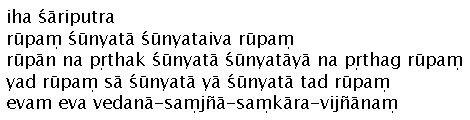 iha śāriputra
rūpaṃ śūnyatā śūnyataiva rūpaṃ
rūpān na pṛthak śūnyatā śūnyatāyā na pṛthag rūpaṃ
yad rūpaṃ sā śūnyatā yā śūnyatā tad rūpaṃ
evam eva vedanā-saṃjñā-saṃkāra-vijñānaṃ